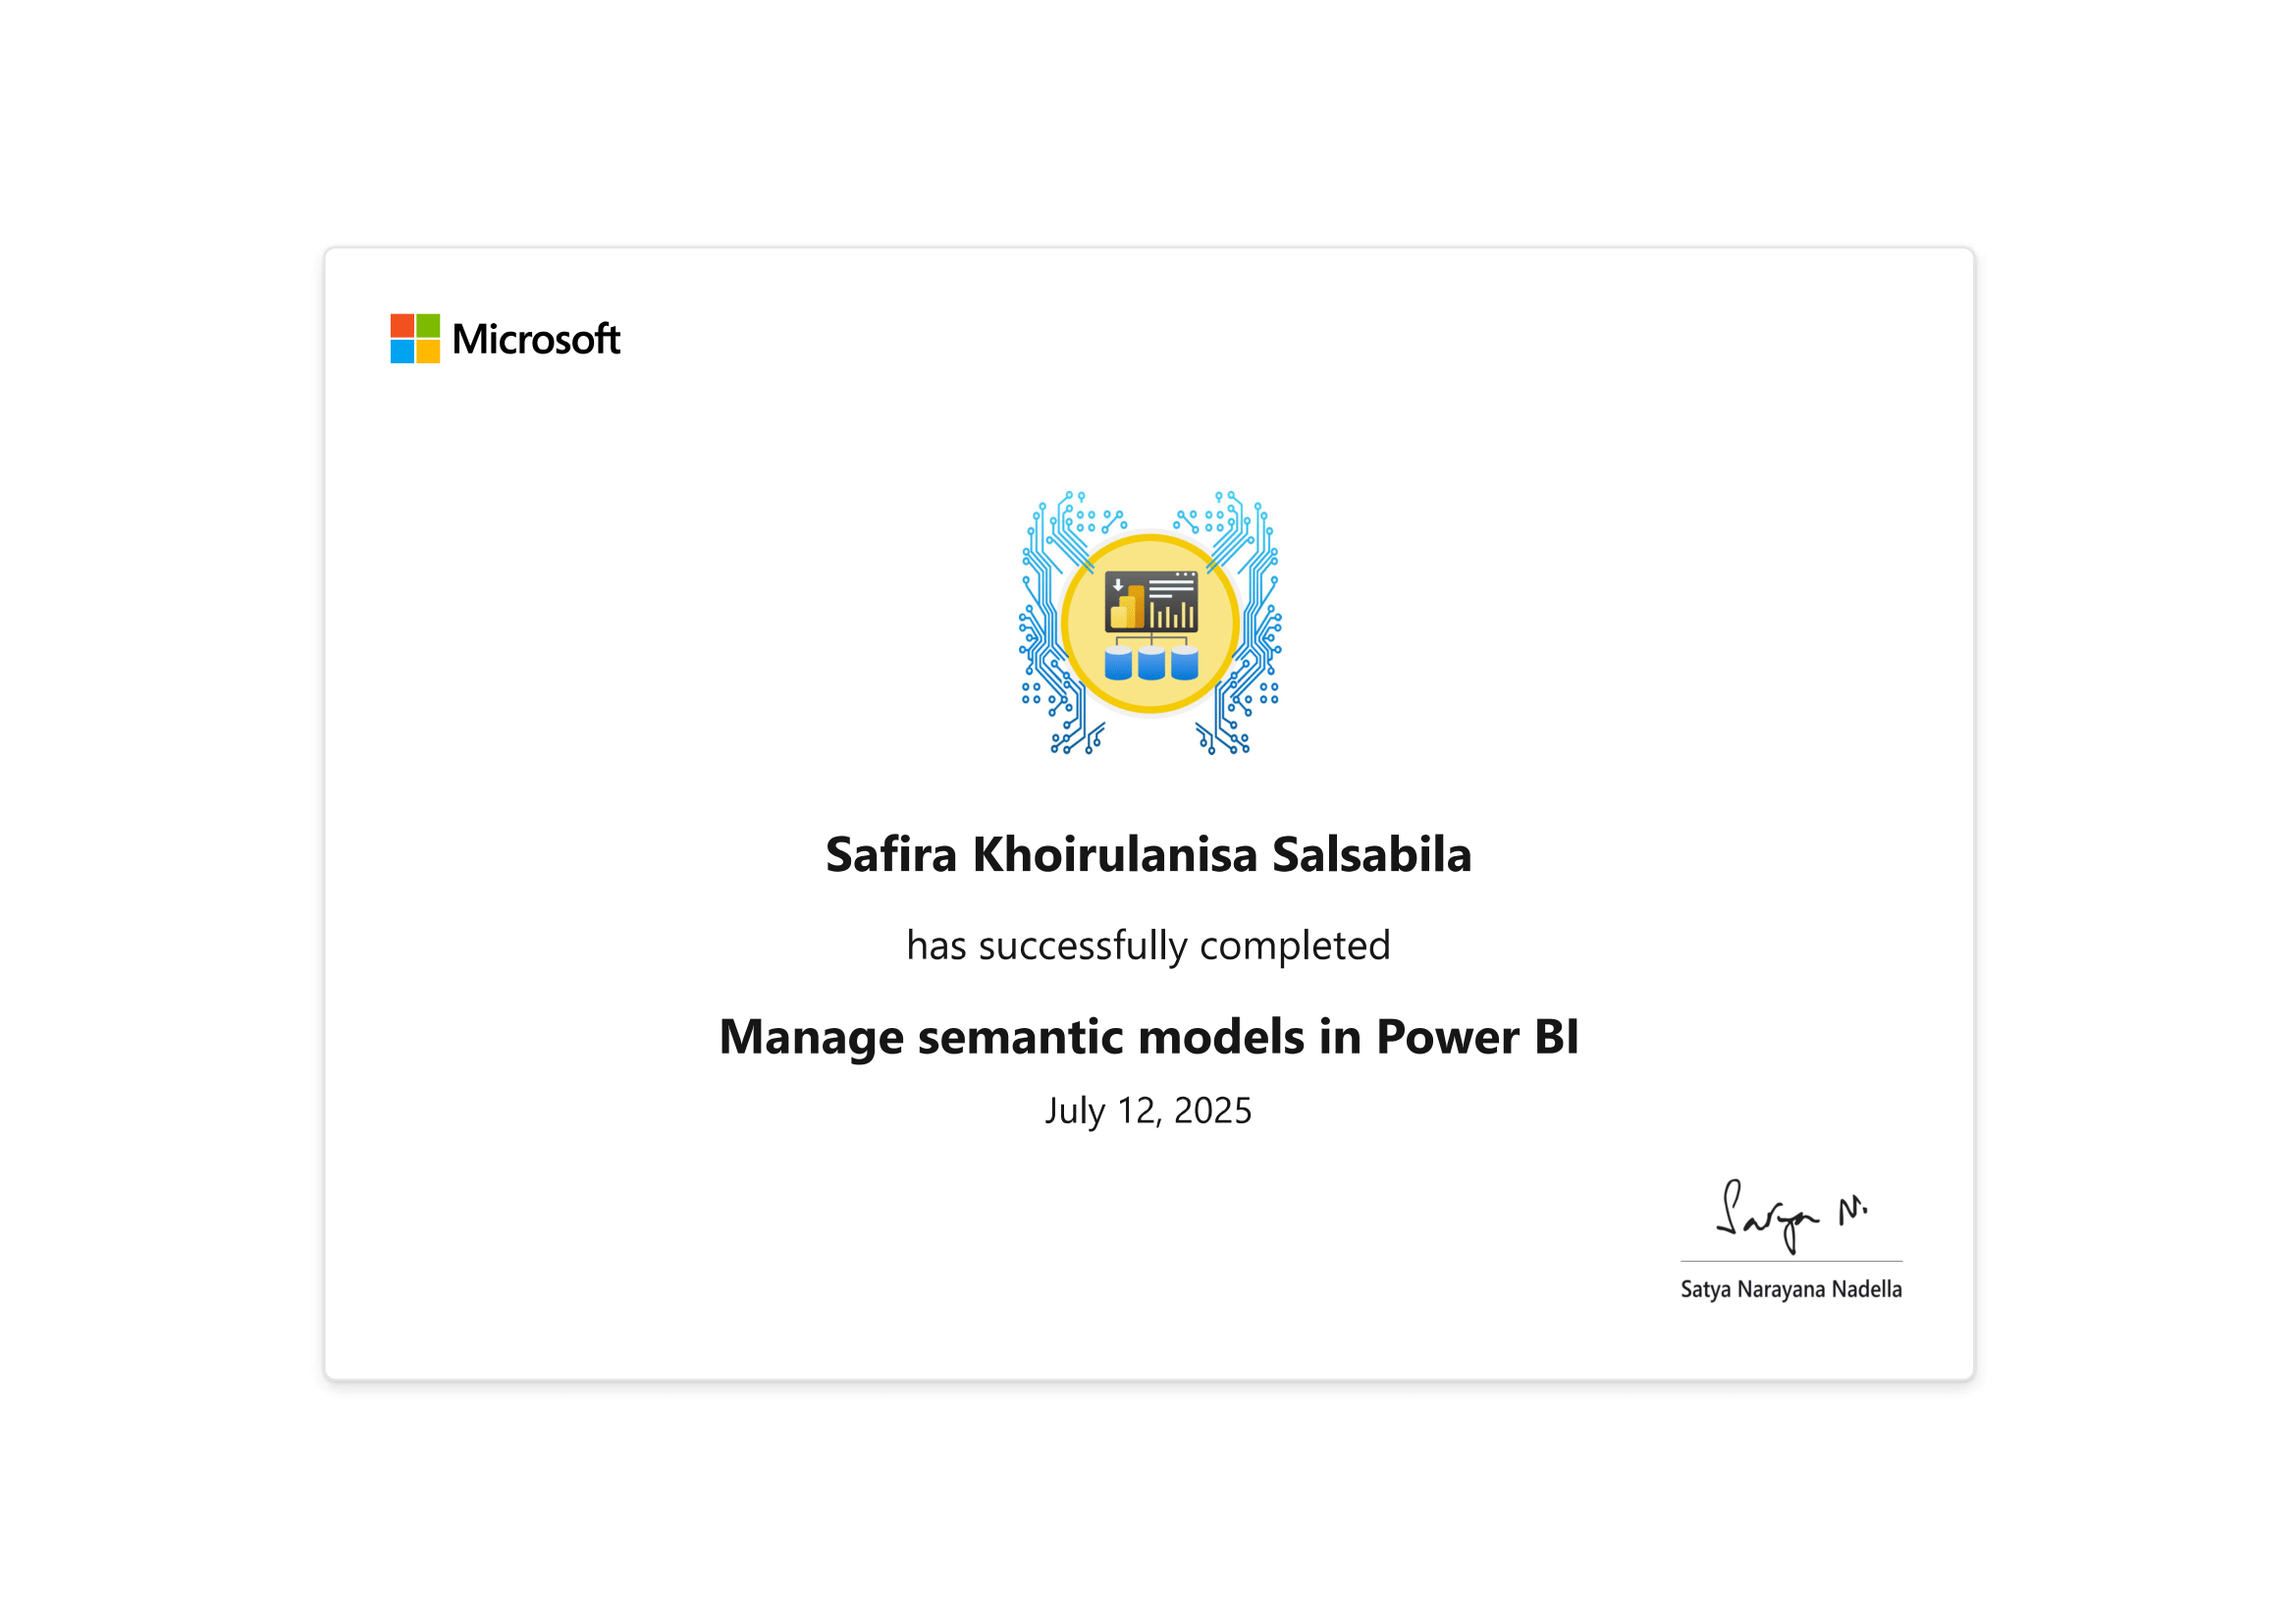 Microsoft
Safira Khoirulanisa Salsabila
has successfully completed
Manage semantic models in Power BI
July 12, 2025
Satya N.
Satya Narayana Nadella